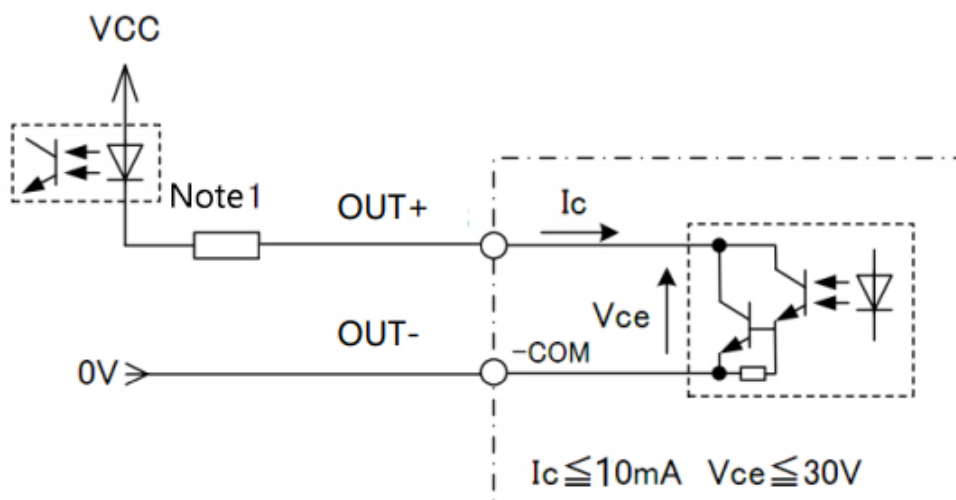 VCC
Note1
OUT+
Ic
Vce
OUT-
-COM
0V
Ic≦10mA Vce≦30V